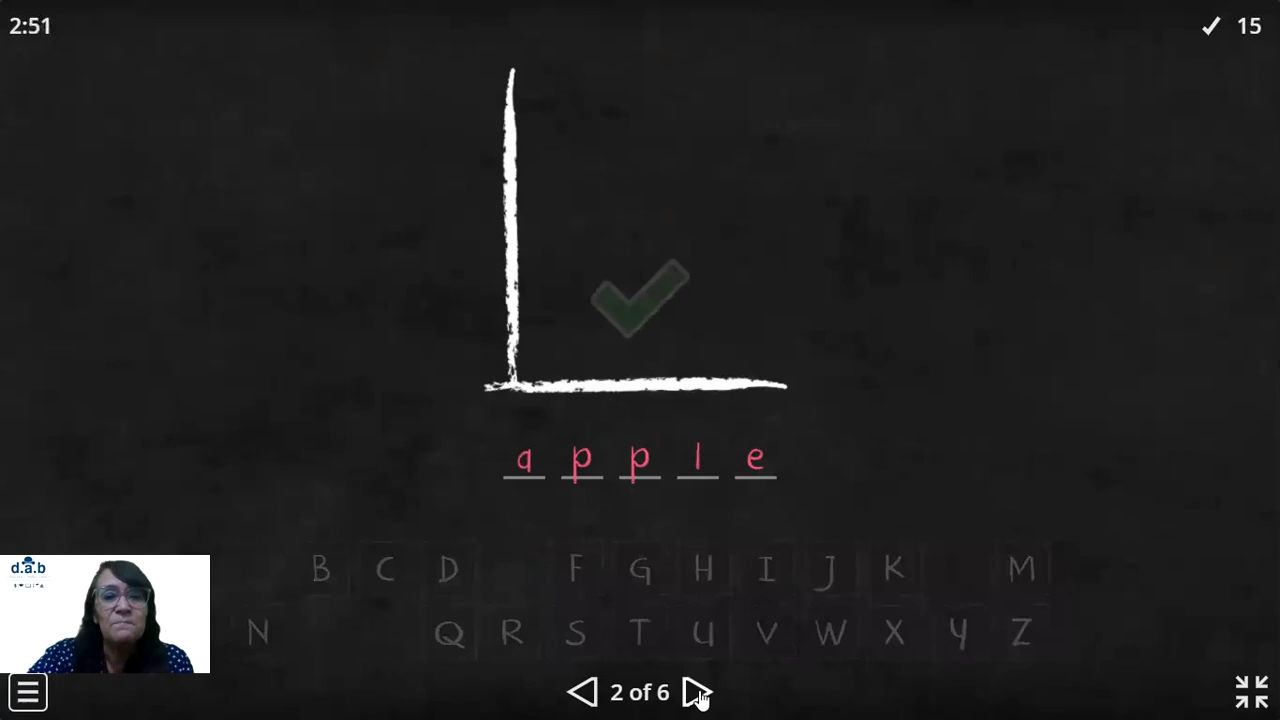 2:51
15
a p p l e
d.a.b
B C D F G H I J K M
N Q R S T U V W X Y Z
2 of 6